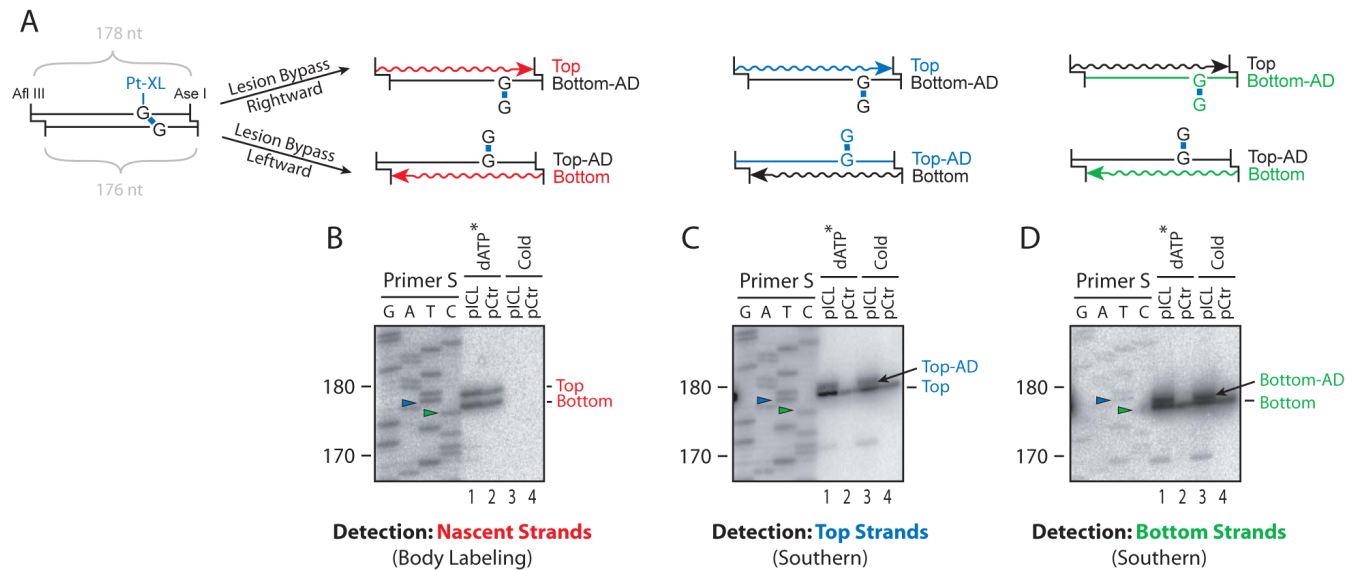 A
178 nt
Pt-XL
Afl III
Ase I
G
G
176 nt
Lesion Bypass
Rightward
Lesion Bypass
Leftward
Top
Bottom-AD
G
G
G
G
Top-AD
Bottom
Top
Bottom-AD
G
G
G
G
Top-AD
Bottom
Top
Bottom-AD
G
G
G
G
Top-AD
Bottom
B
dATP*
Cold
Primer S
G A T C
pICL pCtr pICL pCtr
180
170
Top
Bottom
1 2 3 4
Detection: Nascent Strands
(Body Labeling)
C
dATP*
Cold
Primer S
G A T C
pICL pCtr pICL pCtr
180
170
Top-AD
Top
1 2 3 4
Detection: Top Strands
(Southern)
D
dATP*
Cold
Primer S
G A T C
pICL pCtr pICL pCtr
180
170
Bottom-AD
Bottom
1 2 3 4
Detection: Bottom Strands
(Southern)